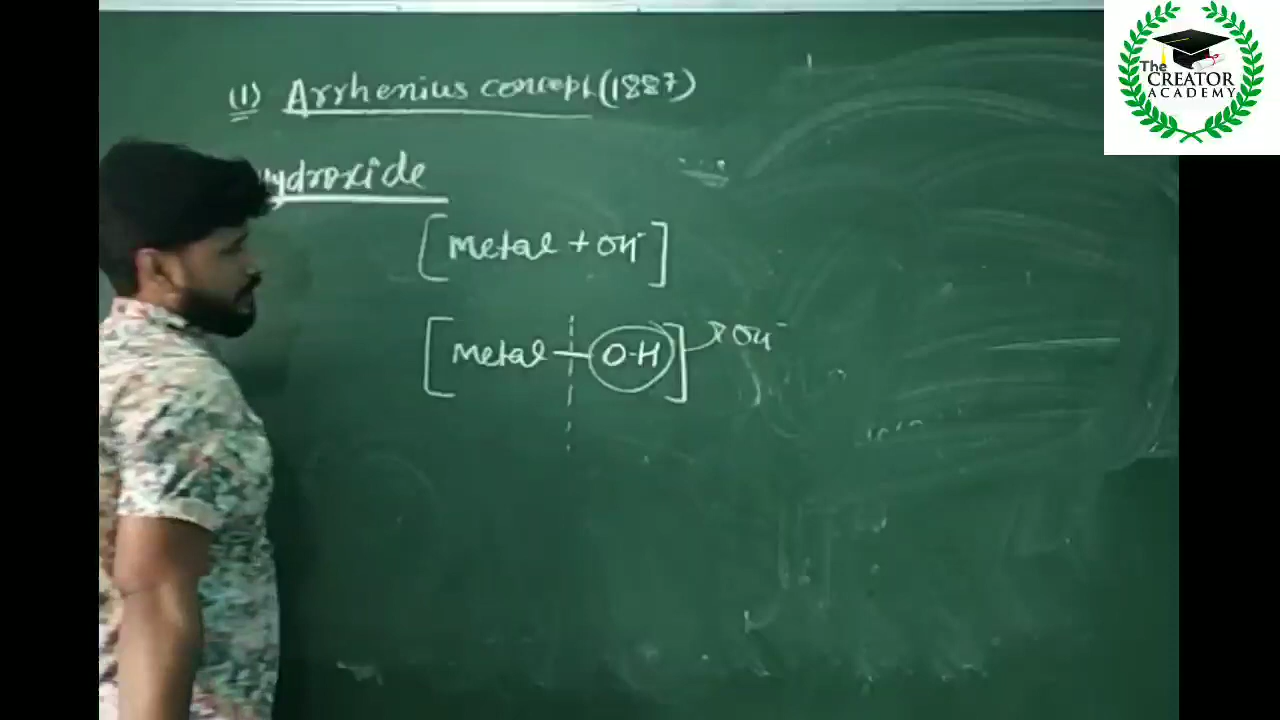 (1) Arrhenius concept (1887)
ydroxide
[Metal + OH⁻]
[Metal — O-H] → OH⁻
The
CREATOR
ACADEMY